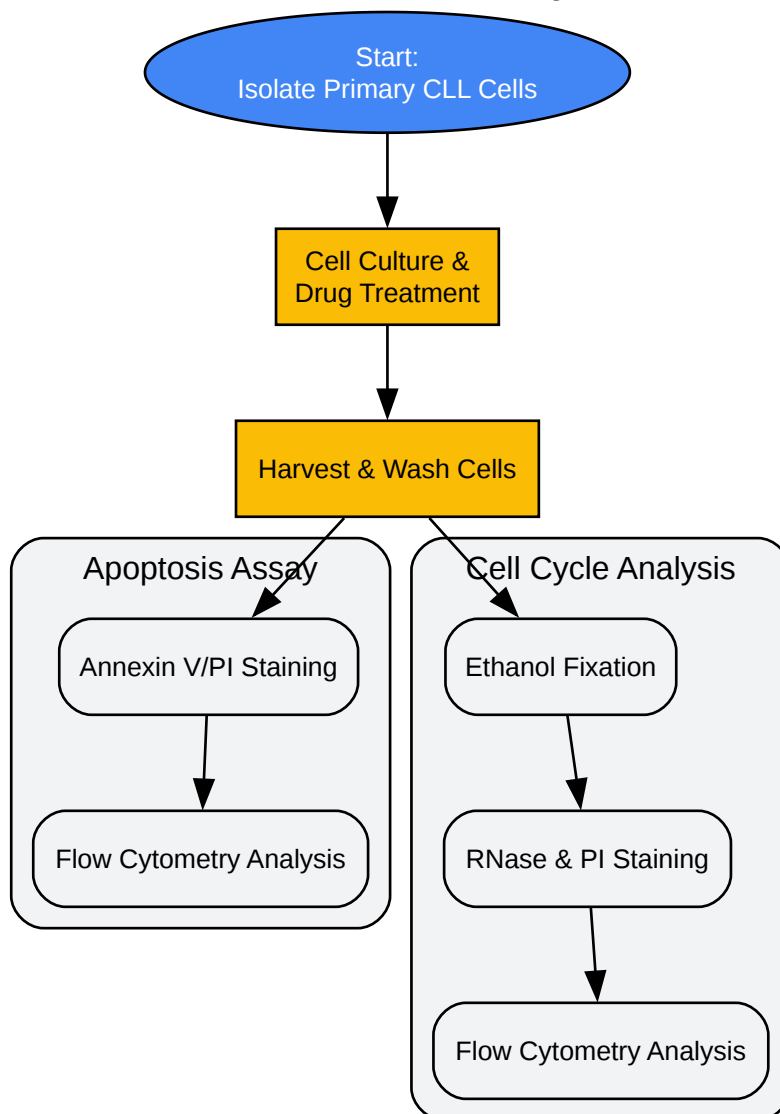 Start:
Isolate Primary CLL Cells
Cell Culture &
Drug Treatment
Harvest & Wash Cells
Apoptosis Assay
Annexin V/PI Staining
Flow Cytometry Analysis
Cell Cycle Analysis
Ethanol Fixation
RNase & PI Staining
Flow Cytometry Analysis